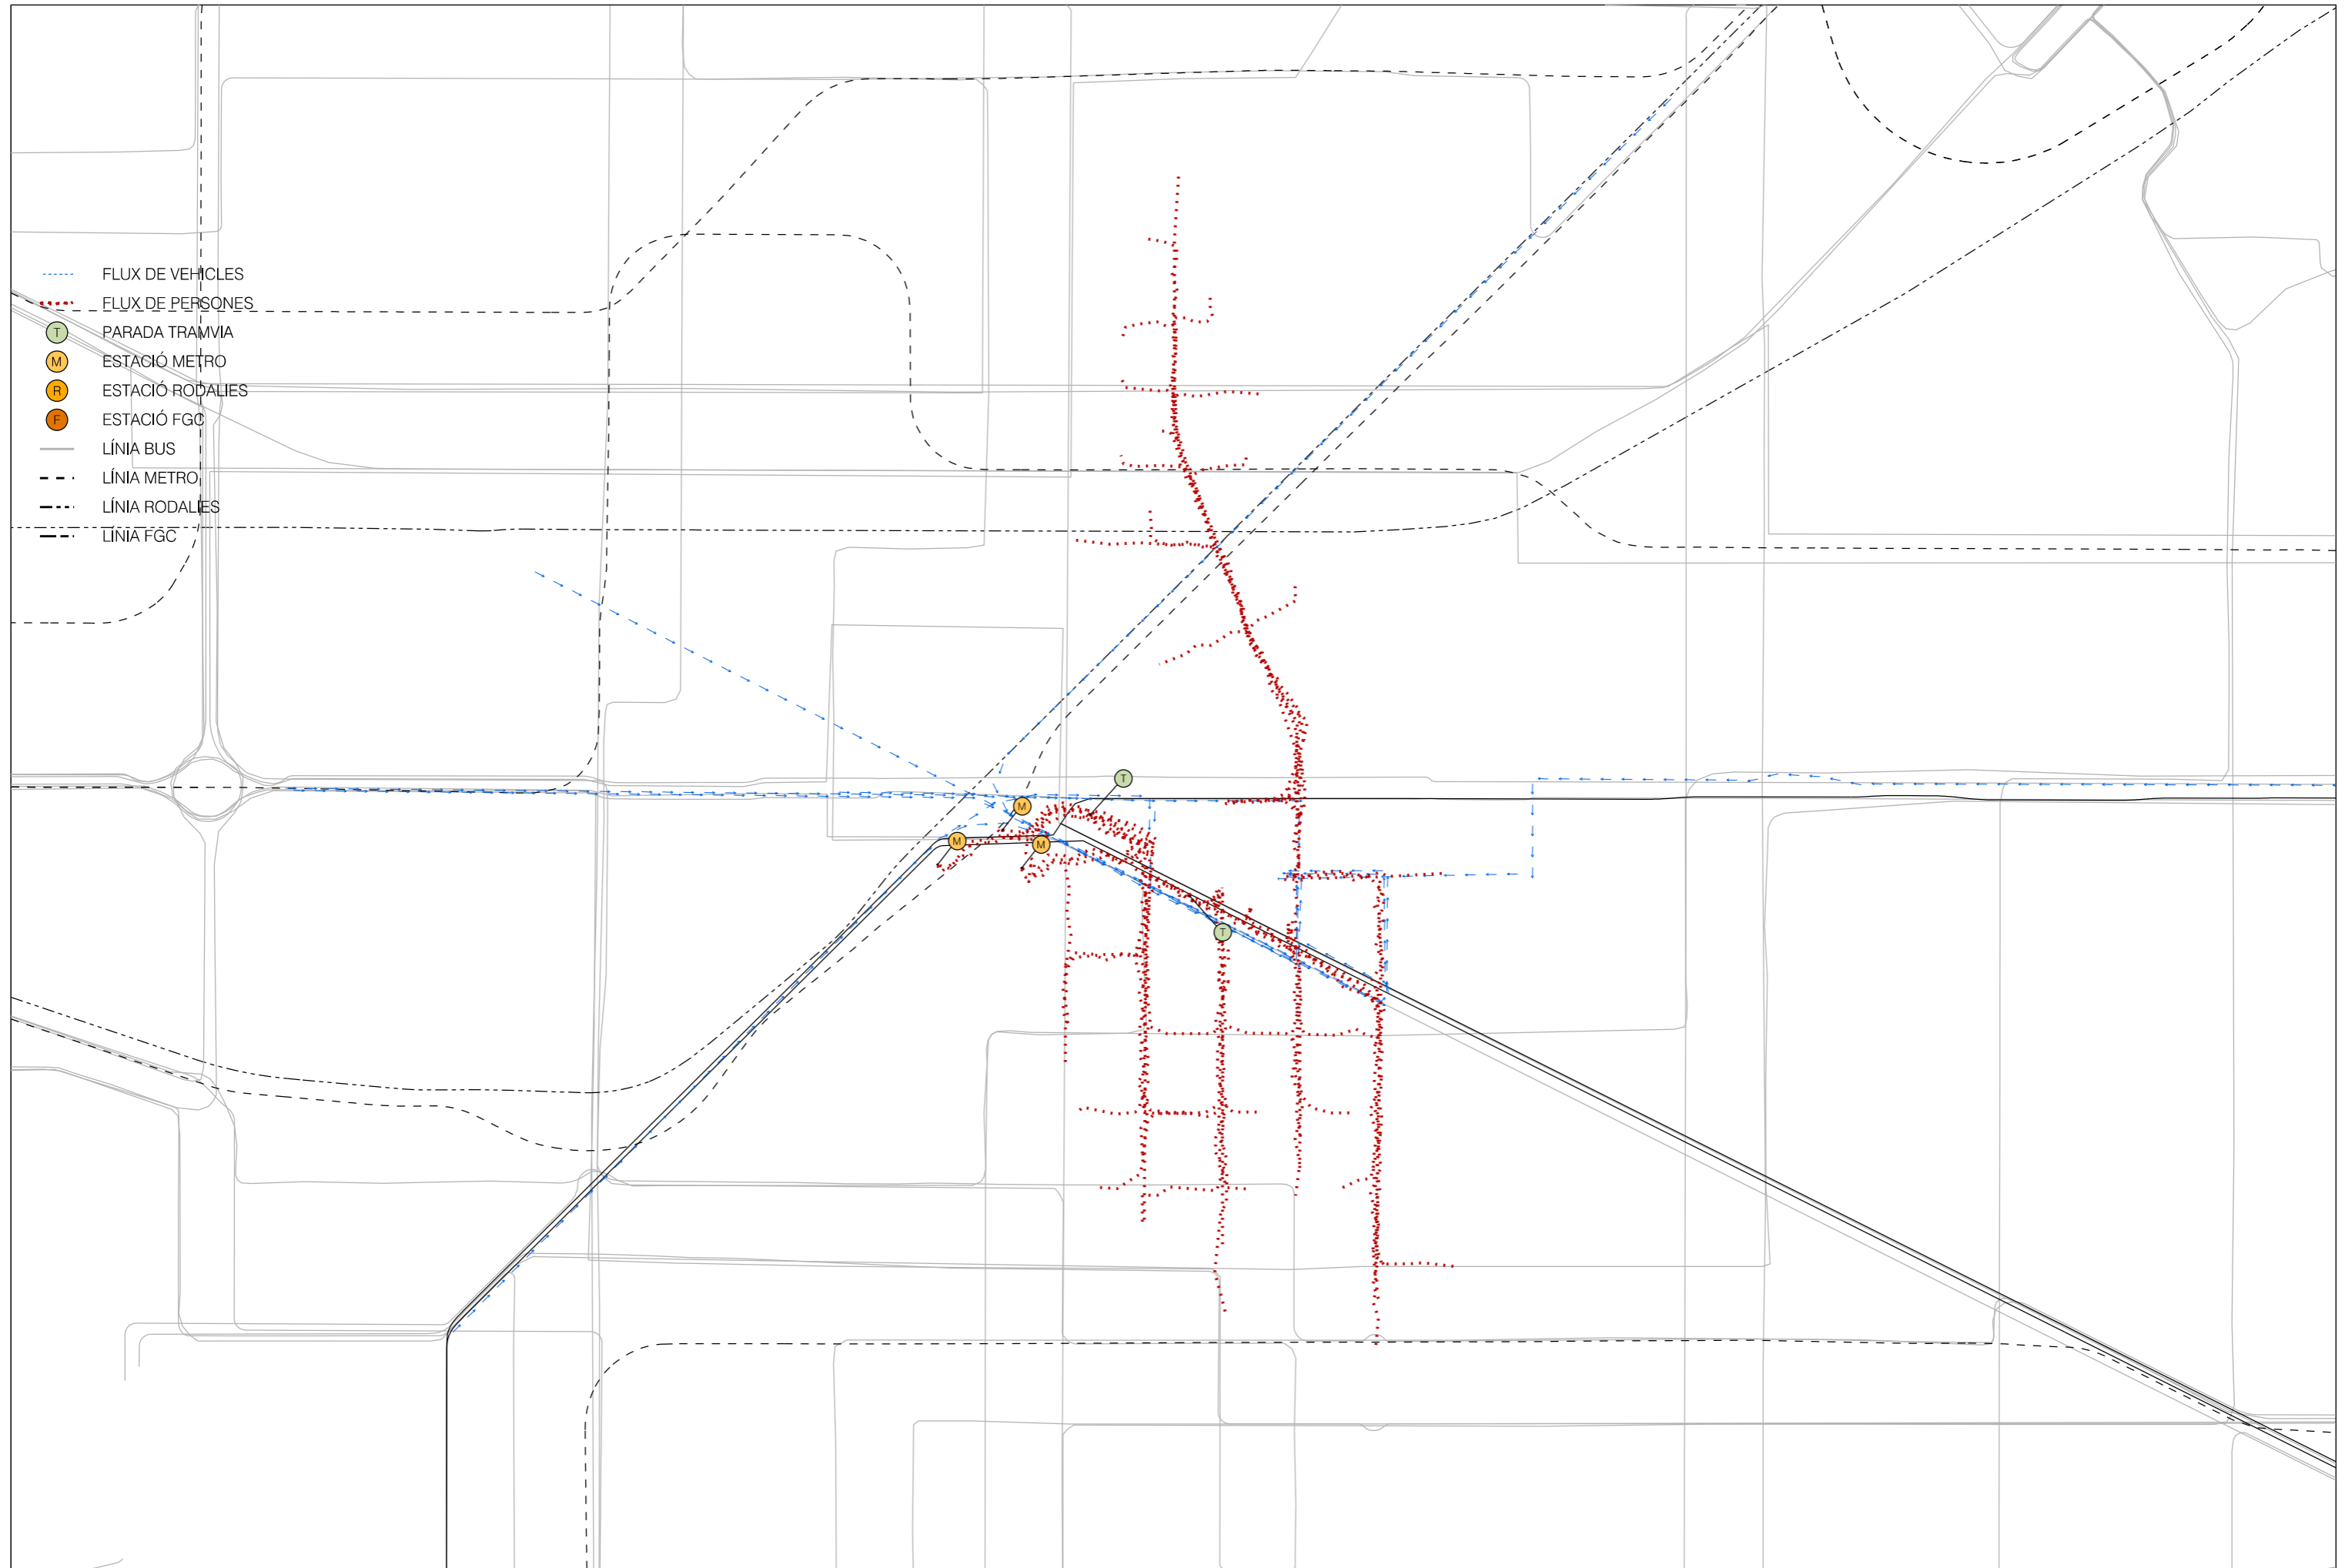 FLUX DE VEHICLES
FLUX DE PERSONES
T PARADA TRAMVIA
M ESTACIÓ METRO
R ESTACIÓ RODALIES
F ESTACIÓ FGC
LÍNIA BUS
LÍNIA METRO
LÍNIA RODALIES
LÍNIA FGC
T
M
M
M
T